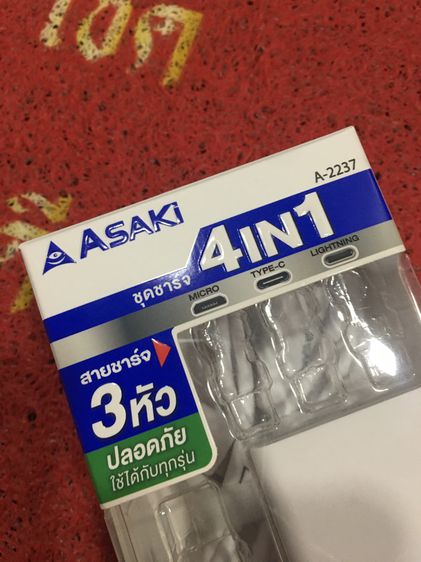 A-2237
ASAKi
ชุดชาร์จ 4IN1
MICRO TYPE-C LIGHTNING
สายชาร์จ
3หัว
ปลอดภัย
ใช้ได้กับทุกรุ่น